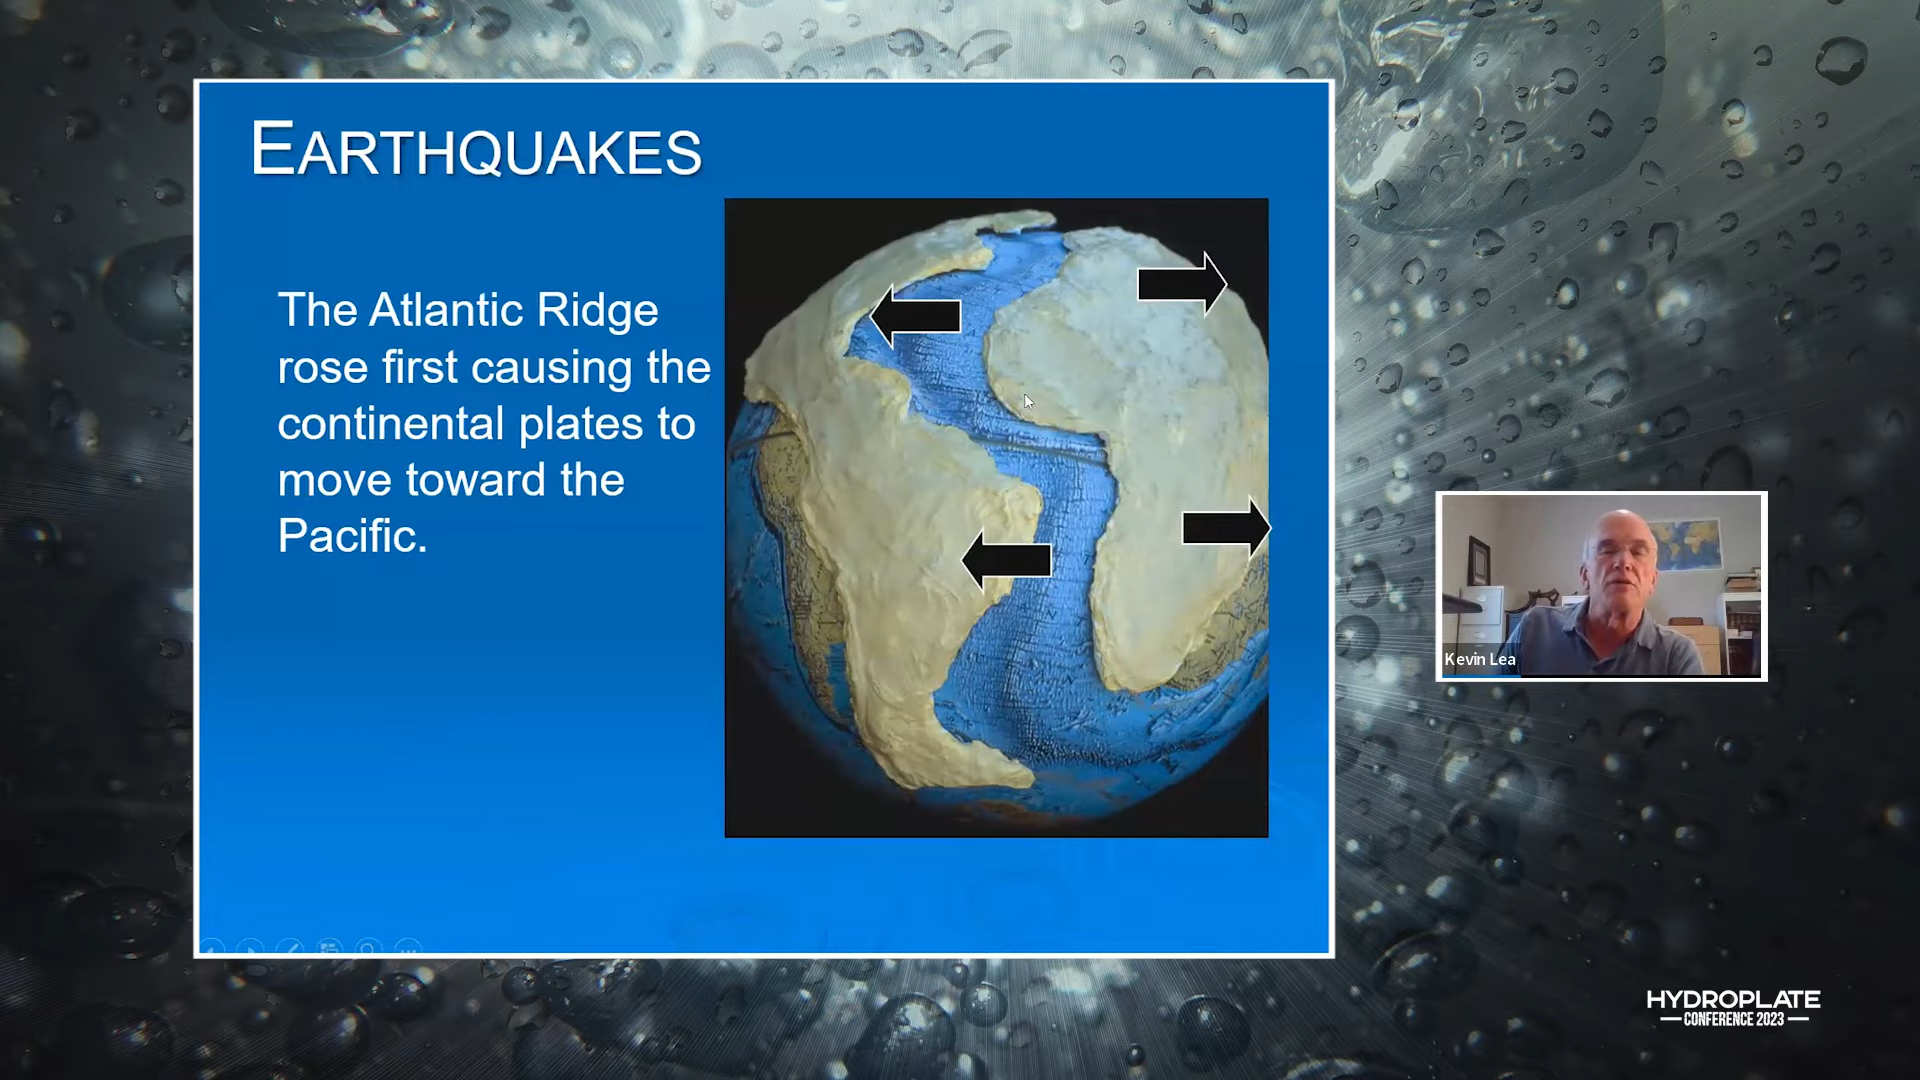 EARTHQUAKES
The Atlantic Ridge
rose first causing the
continental plates to
move toward the
Pacific.
Kevin Lea
HYDROPLATE
CONFERENCE 2023